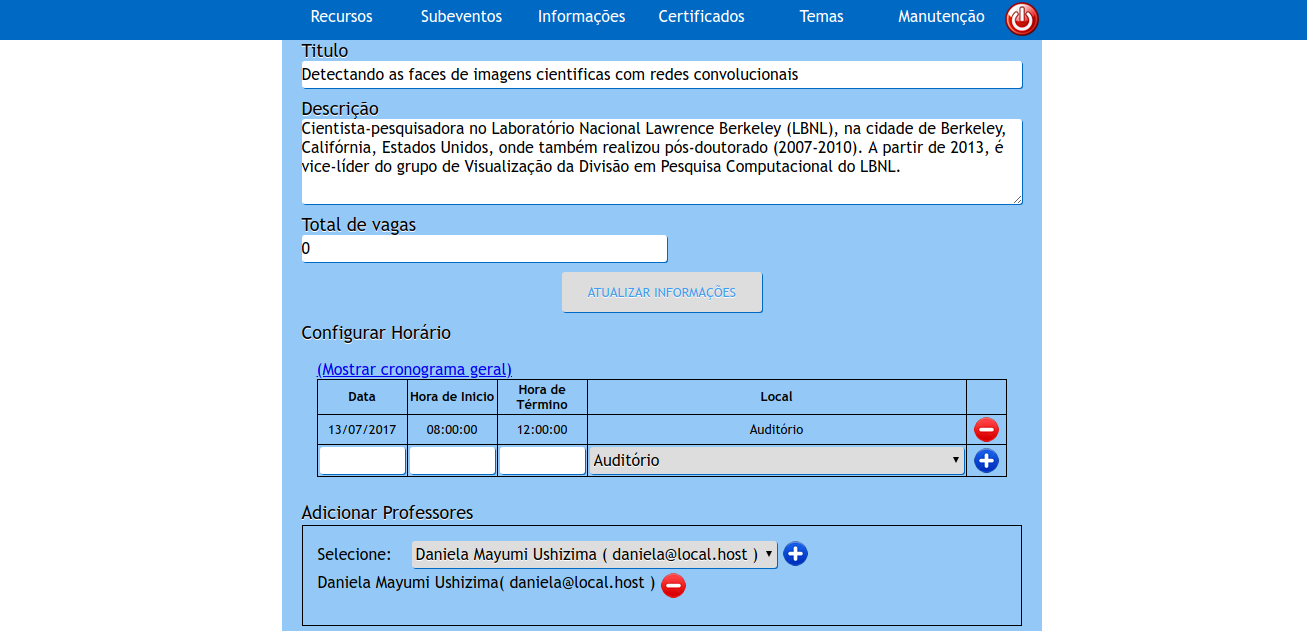 Recursos Subeventos Informações Certificados Temas Manutenção
Titulo
Detectando as faces de imagens cientificas com redes convolucionais
Descrição
Cientista-pesquisadora no Laboratório Nacional Lawrence Berkeley (LBNL), na cidade de Berkeley,
Califórnia, Estados Unidos, onde também realizou pós-doutorado (2007-2010). A partir de 2013, é
vice-líder do grupo de Visualização da Divisão em Pesquisa Computacional do LBNL.
Total de vagas
0
ATUALIZAR INFORMAÇÕES
Configurar Horário
(Mostrar cronograma geral)
Data Hora de Inicio Hora de Término Local
13/07/2017 08:00:00 12:00:00 Auditório
Auditório
Adicionar Professores
Selecione: Daniela Mayumi Ushizima ( daniela@local.host )
Daniela Mayumi Ushizima( daniela@local.host )